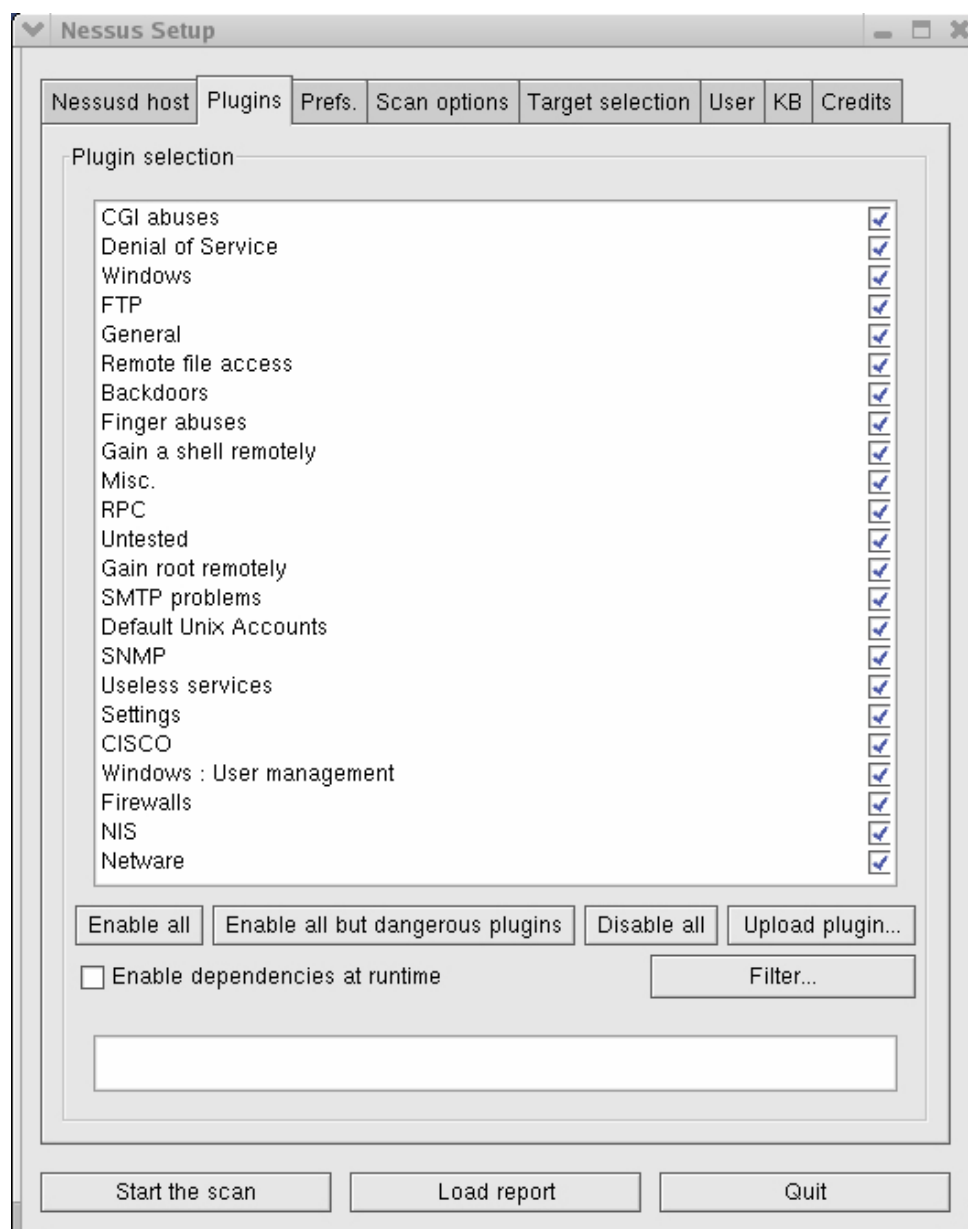 Nessus Setup
Nessusd host Plugins Prefs. Scan options Target selection User KB Credits
Plugin selection
CGI abuses
Denial of Service
Windows
FTP
General
Remote file access
Backdoors
Finger abuses
Gain a shell remotely
Misc.
RPC
Untested
Gain root remotely
SMTP problems
Default Unix Accounts
SNMP
Useless services
Settings
CISCO
Windows : User management
Firewalls
NIS
Netware
Enable all Enable all but dangerous plugins Disable all Upload plugin...
Enable dependencies at runtime Filter...
Start the scan Load report Quit